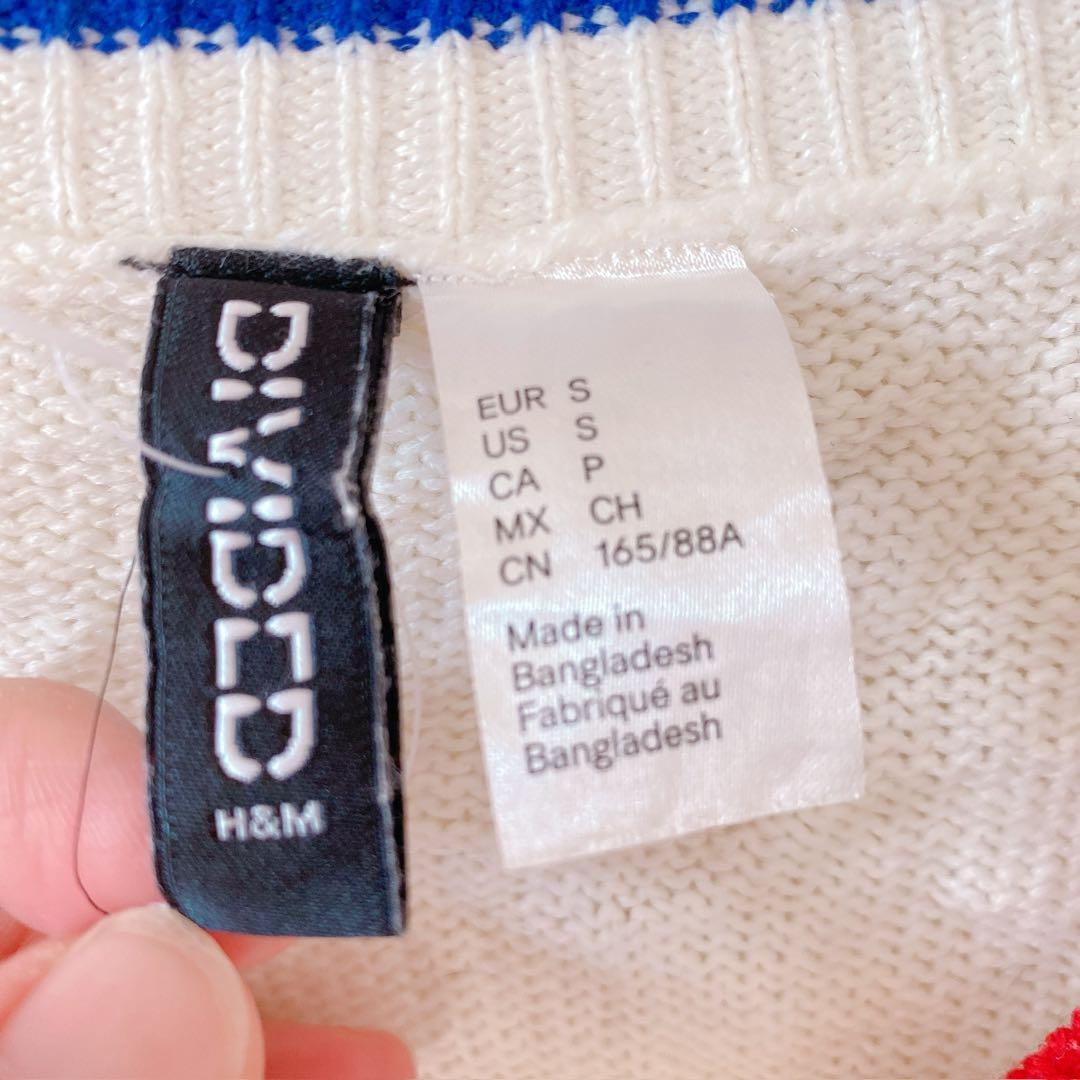 DIVIDED
H&M
EUR S
US S
CA P
MX CH
CN 165/88A
Made in
Bangladesh
Fabriqué au
Bangladesh